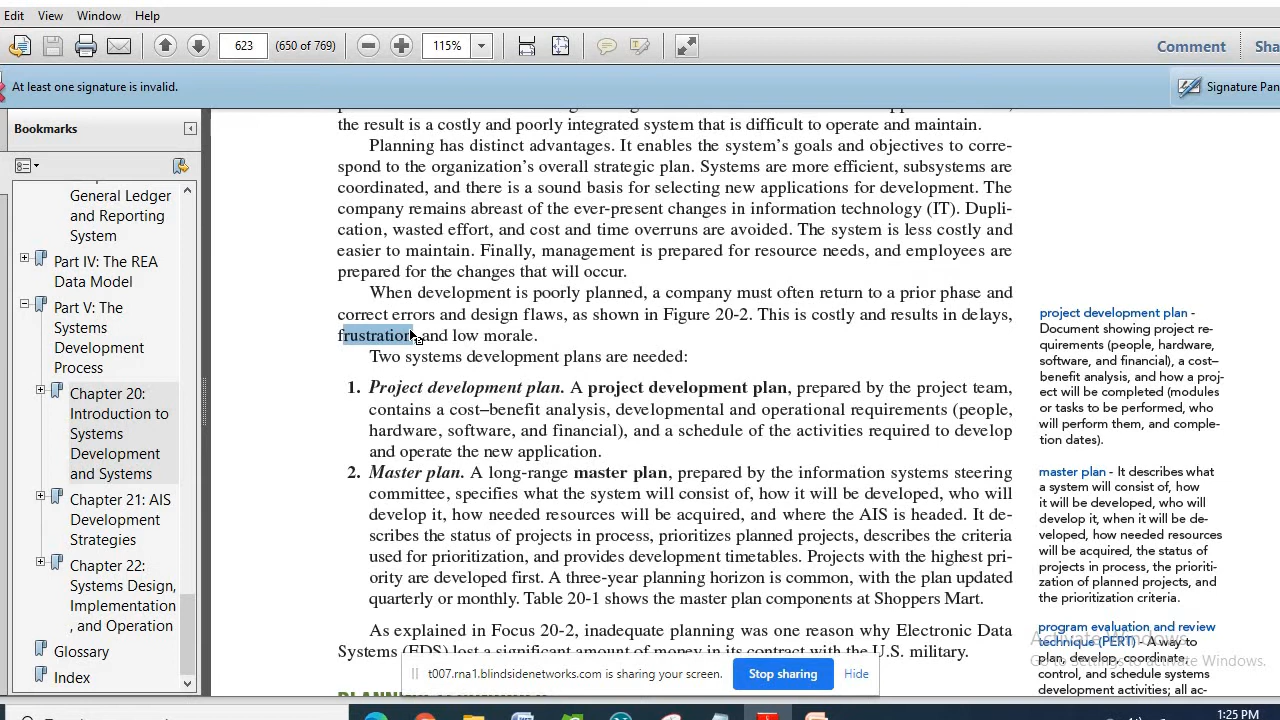 Edit View Window Help
623 (650 of 769) 115% Comment Sha
At least one signature is invalid. Signature Pan
Bookmarks
General Ledger
and Reporting
System
Part IV: The REA
Data Model
Part V: The
Systems
Development
Process
Chapter 20:
Introduction to
Systems
Development
and Systems
Chapter 21: AIS
Development
Strategies
Chapter 22:
Systems Design,
Implementation
, and Operation
Glossary
Index
the result is a costly and poorly integrated system that is difficult to operate and maintain.
Planning has distinct advantages. It enables the system's goals and objectives to corre-
spond to the organization's overall strategic plan. Systems are more efficient, subsystems are
coordinated, and there is a sound basis for selecting new applications for development. The
company remains abreast of the ever-present changes in information technology (IT). Dupli-
cation, wasted effort, and cost and time overruns are avoided. The system is less costly and
easier to maintain. Finally, management is prepared for resource needs, and employees are
prepared for the changes that will occur.
When development is poorly planned, a company must often return to a prior phase and
correct errors and design flaws, as shown in Figure 20-2. This is costly and results in delays,
frustration, and low morale.
Two systems development plans are needed:
1. Project development plan. A project development plan, prepared by the project team,
contains a cost–benefit analysis, developmental and operational requirements (people,
hardware, software, and financial), and a schedule of the activities required to develop
and operate the new application.
2. Master plan. A long-range master plan, prepared by the information systems steering
committee, specifies what the system will consist of, how it will be developed, who will
develop it, how needed resources will be acquired, and where the AIS is headed. It de-
scribes the status of projects in process, prioritizes planned projects, describes the criteria
used for prioritization, and provides development timetables. Projects with the highest pri-
ority are developed first. A three-year planning horizon is common, with the plan updated
quarterly or monthly. Table 20-1 shows the master plan components at Shoppers Mart.
As explained in Focus 20-2, inadequate planning was one reason why Electronic Data
Systems (EDS) lost a significant amount of money in its contract with the U.S. military.
project development plan -
Document showing project re-
quirements (people, hardware,
software, and financial), a cost–
benefit analysis, and how a proj-
ect will be completed (modules
or tasks to be performed, who
will perform them, and comple-
tion dates).
master plan - It describes what
a system will consist of, how
it will be developed, who will
develop it, when it will be de-
veloped, how needed resources
will be acquired, the status of
projects in process, the prioriti-
zation of planned projects, and
the prioritization criteria.
program evaluation and review
technique (PERT) - A way to
plan, develop, coordinate,
control, and schedule systems
development activities; all ac-
Activate Windows
Go to Settings to activate Windows.
t007.rna1.blindsidenetworks.com is sharing your screen. Stop sharing Hide
1:25 PM